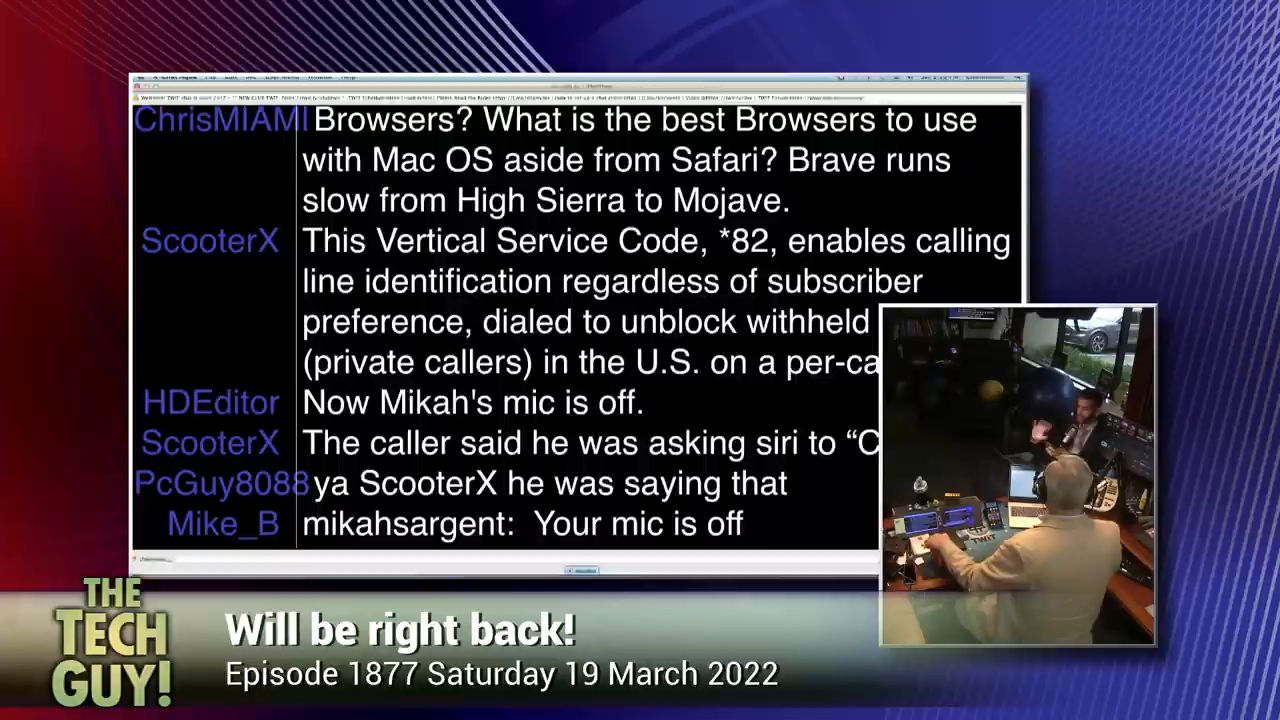 ChrisMIAMI Browsers? What is the best Browsers to use
with Mac OS aside from Safari? Brave runs
slow from High Sierra to Mojave.
ScooterX This Vertical Service Code, *82, enables calling
line identification regardless of subscriber
preference, dialed to unblock withheld
(private callers) in the U.S. on a per-ca
HDEditor Now Mikah's mic is off.
ScooterX The caller said he was asking siri to “C
PcGuy8088 ya ScooterX he was saying that
Mike_B mikahsargent: Your mic is off
TWiT
THE
TECH
GUY!
Will be right back!
Episode 1877 Saturday 19 March 2022